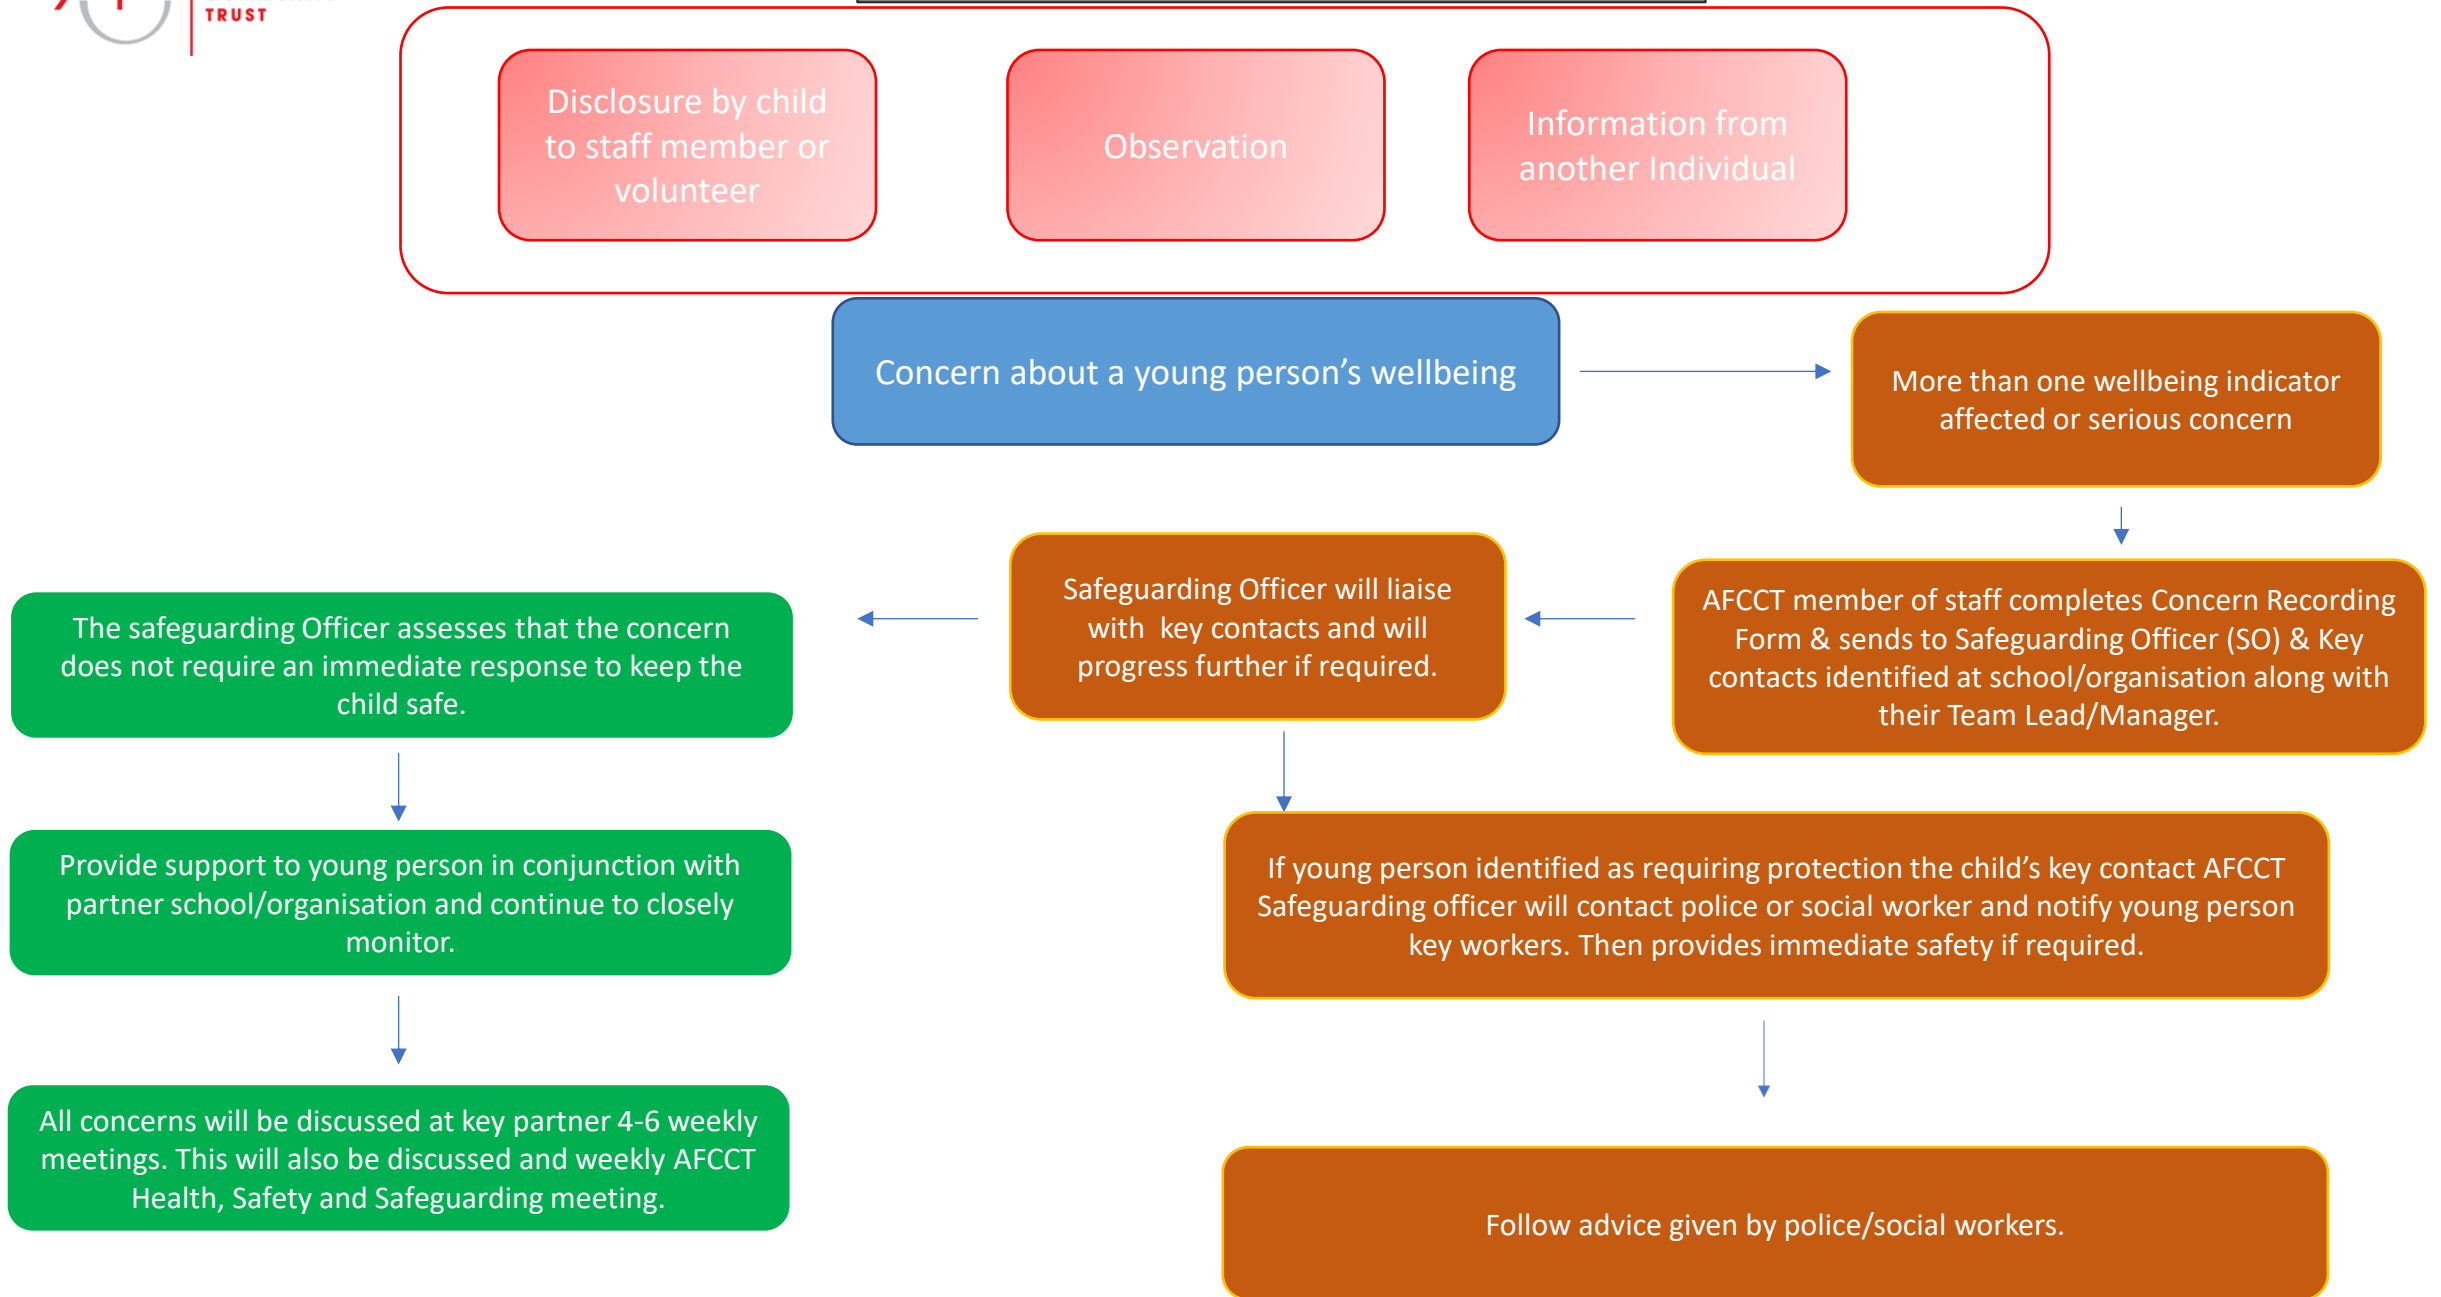 TRUST
Disclosure by child
to staff member or
volunteer
Observation
Information from
another Individual
Concern about a young person’s wellbeing
More than one wellbeing indicator
affected or serious concern
Safeguarding Officer will liaise
with key contacts and will
progress further if required.
AFCCT member of staff completes Concern Recording
Form & sends to Safeguarding Officer (SO) & Key
contacts identified at school/organisation along with
their Team Lead/Manager.
The safeguarding Officer assesses that the concern
does not require an immediate response to keep the
child safe.
Provide support to young person in conjunction with
partner school/organisation and continue to closely
monitor.
If young person identified as requiring protection the child’s key contact AFCCT
Safeguarding officer will contact police or social worker and notify young person
key workers. Then provides immediate safety if required.
All concerns will be discussed at key partner 4-6 weekly
meetings. This will also be discussed and weekly AFCCT
Health, Safety and Safeguarding meeting.
Follow advice given by police/social workers.